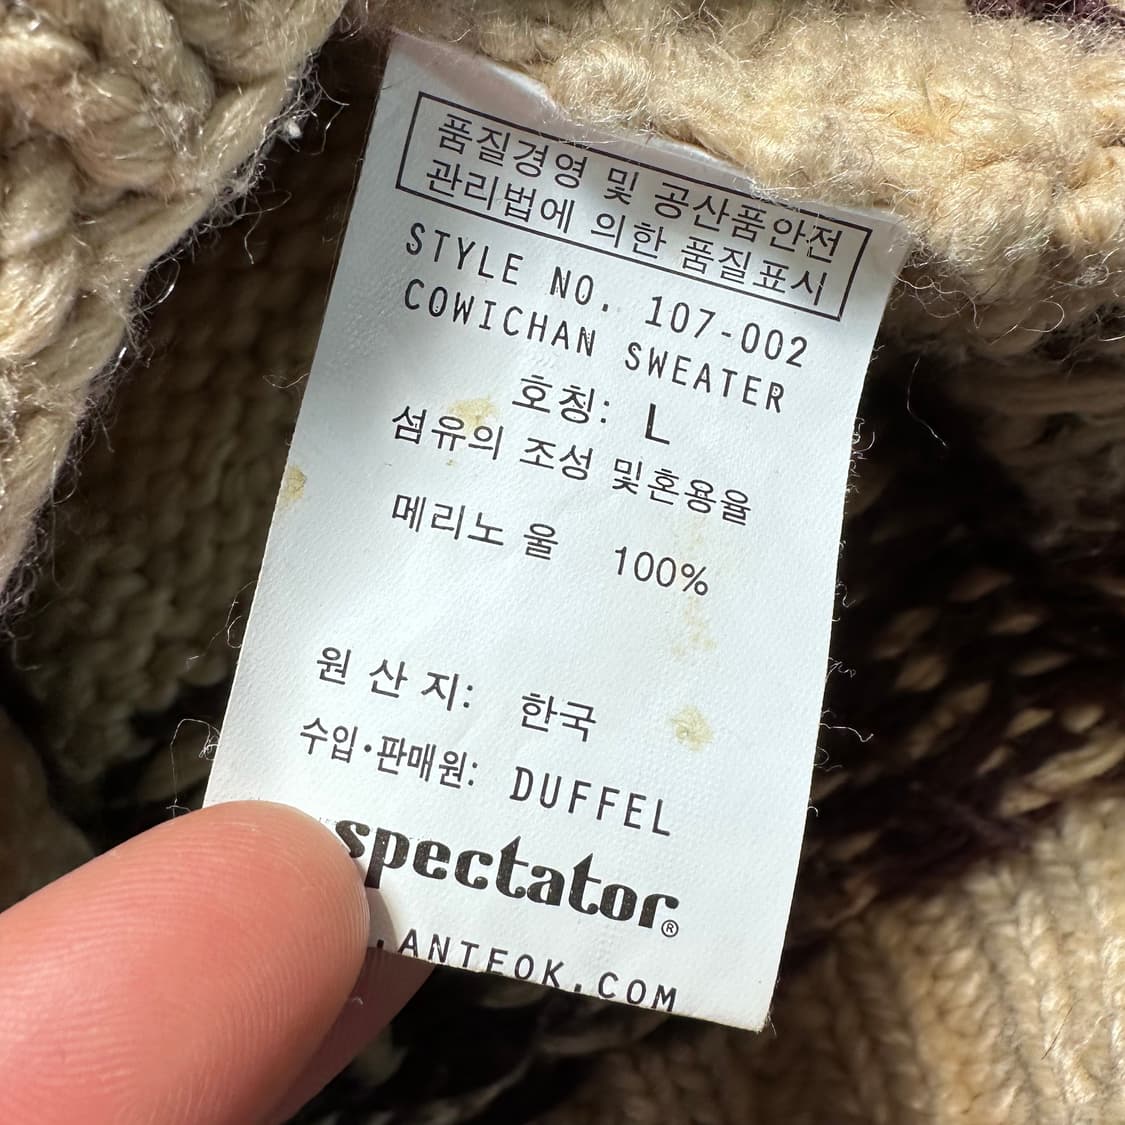 품질경영 및 공산품안전
관리법에 의한 품질표시
STYLE NO. 107-002
COWICHAN SWEATER
호칭: L
섬유의 조성 및혼용율
메리노 울 100%
원 산 지: 한국
수입·판매원: DUFFEL
spectator®
.ANTEOK.COM